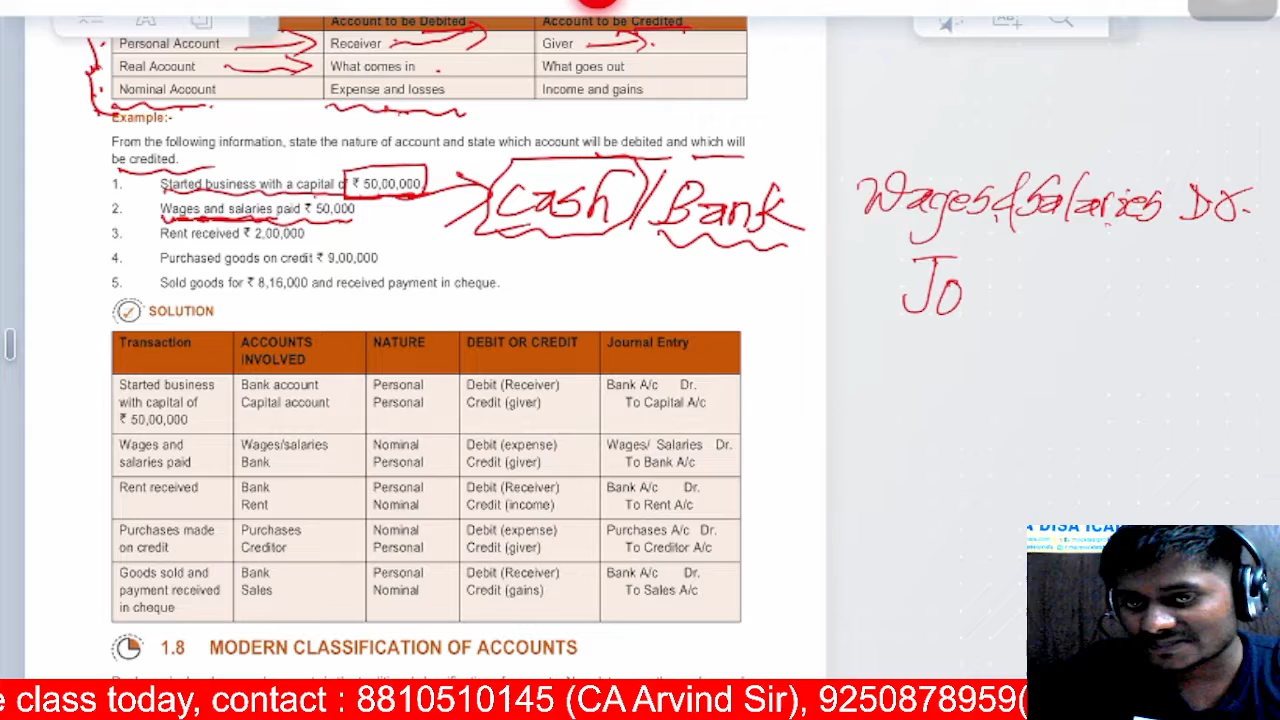 Account to be Debited Account to be Credited
Personal Account Receiver Giver
Real Account What comes in What goes out
Nominal Account Expense and losses Income and gains
Example:-
From the following information, state the nature of account and state which account will be debited and which will
be credited.
1. Started business with a capital of ₹ 50,00,000
2. Wages and salaries paid ₹ 50,000
3. Rent received ₹ 2,00,000
4. Purchased goods on credit ₹ 9,00,000
5. Sold goods for ₹ 8,16,000 and received payment in cheque.
Cash / Bank
Wages & Salaries Dr.
To
SOLUTION
Transaction ACCOUNTS INVOLVED NATURE DEBIT OR CREDIT Journal Entry
Started business Bank account Personal Debit (Receiver) Bank A/c Dr.
with capital of Capital account Personal Credit (giver) To Capital A/c
₹ 50,00,000
Wages and Wages/salaries Nominal Debit (expense) Wages/ Salaries Dr.
salaries paid Bank Personal Credit (giver) To Bank A/c
Rent received Bank Personal Debit (Receiver) Bank A/c Dr.
Rent Nominal Credit (income) To Rent A/c
Purchases made Purchases Nominal Debit (expense) Purchases A/c Dr.
on credit Creditor Personal Credit (giver) To Creditor A/c
Goods sold and Bank Personal Debit (Receiver) Bank A/c Dr.
payment received Sales Nominal Credit (gains) To Sales A/c
in cheque
1.8 MODERN CLASSIFICATION OF ACCOUNTS
A DISA ICA
e class today, contact : 8810510145 (CA Arvind Sir), 9250878959(